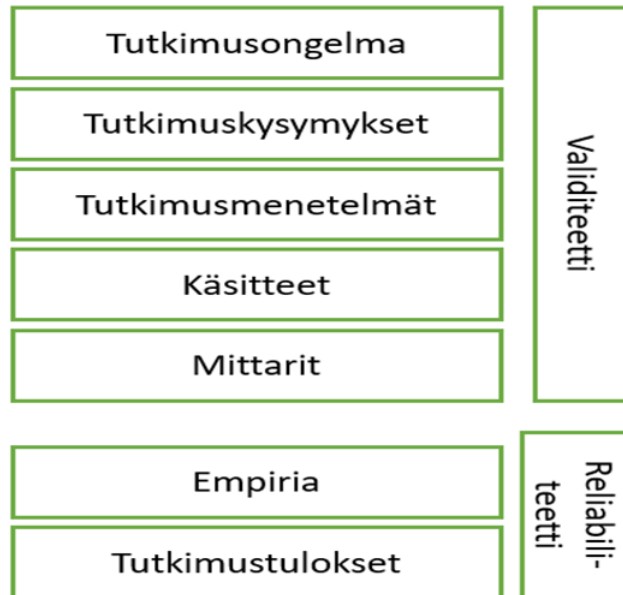 Tutkimusongelma
Tutkimuskysymykset
Tutkimusmenetelmät
Käsitteet
Mittarit
Validiteetti
Empiria
Tutkimustulokset
Reliabili-
teetti